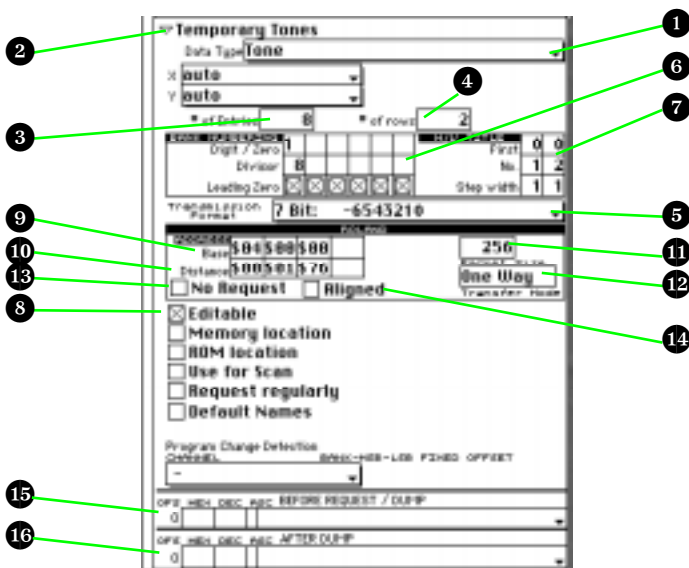 Temporary Tones
Data Type Tone
X auto
Y auto
# of Entries 8 # of rows 2
BANK NUMBERING
Digit / Zero 1
Divisor 8
Leading Zero
First 0 0
No. 1 2
Step width 1 1
Transmission Format 7 Bit: -6543210
ROLAND
ADDRESS
Base $04 $00 $00
Distance $00 $01 $76
256
One Way
Transfer Mode
No Request Aligned
Editable
Memory location
ROM location
Use for Scan
Request regularly
Default Names
Program Change Detection
CHANNEL BANK-MSB-LSB FIXED OFFSET
-
OFS HEX DEC ASC BEFORE REQUEST / DUMP
0
OFS HEX DEC ASC AFTER DUMP
0
1
2
3
4
5
6
7
8
9
10
11
12
13
14
15
16